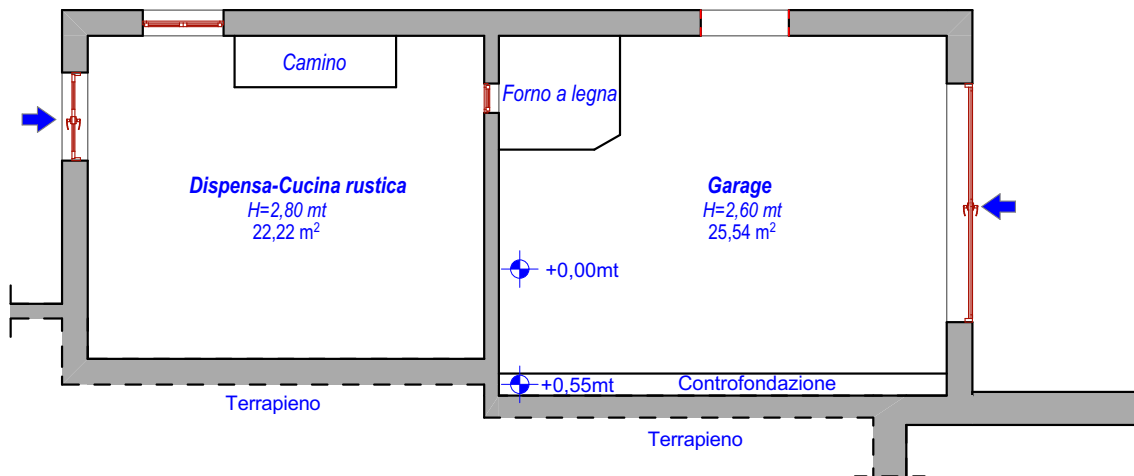 Camino
Forno a legna
Dispensa-Cucina rustica
H=2,80 mt
22,22 m²
Garage
H=2,60 mt
25,54 m²
+0,00mt
+0,55mt
Controfondazione
Terrapieno
Terrapieno